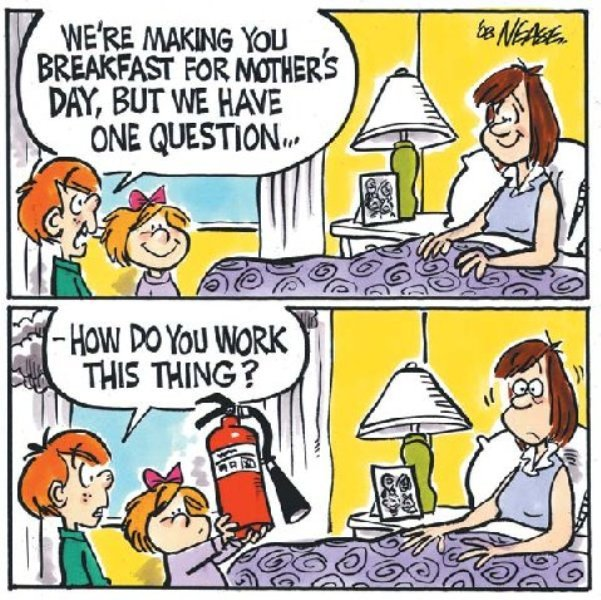 WE'RE MAKING YOU
BREAKFAST FOR MOTHER'S
DAY, BUT WE HAVE
ONE QUESTION...
'08 NEASE
-HOW DO YOU WORK
THIS THING?